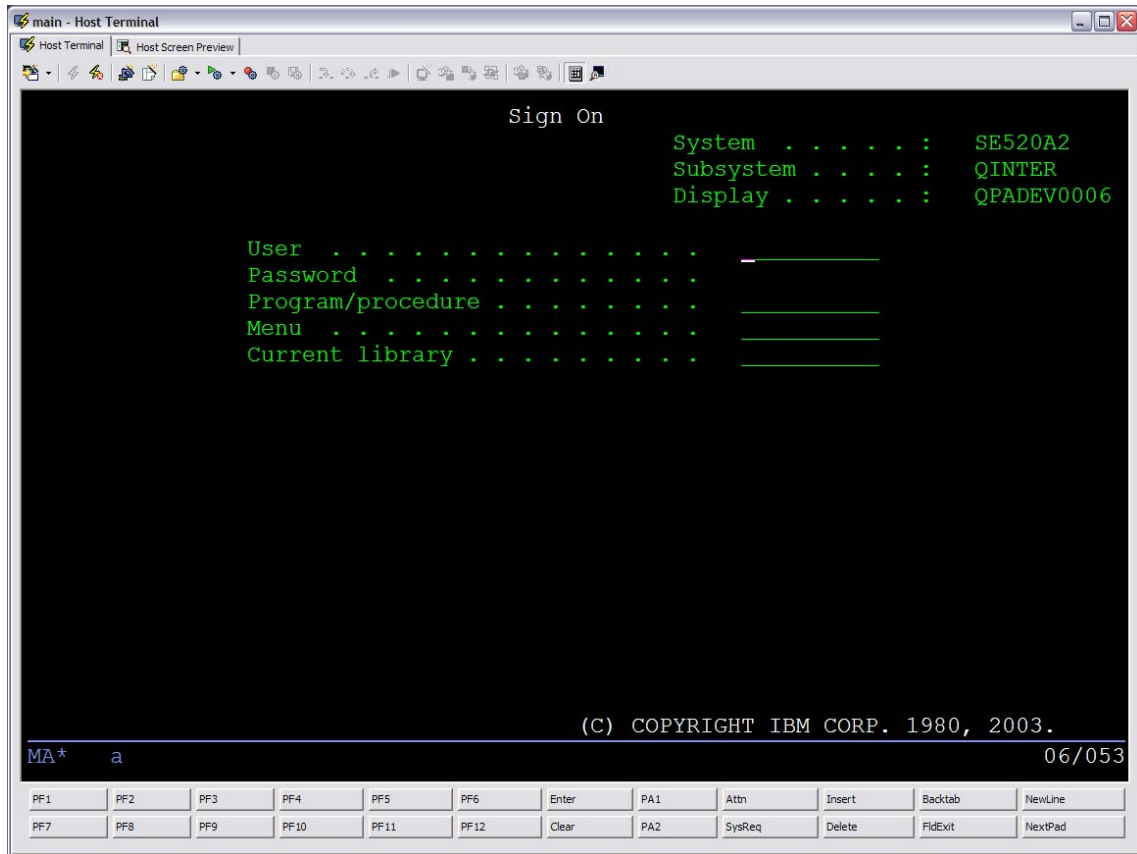 main - Host Terminal
Host Terminal Host Screen Preview
Sign On
System . . . . . : SE520A2
Subsystem . . . . : QINTER
Display . . . . . : QPADEV0006
User . . . . . . . . . . . . . .
Password . . . . . . . . . . . .
Program/procedure . . . . . . . .
Menu . . . . . . . . . . . . . .
Current library . . . . . . . . .
(C) COPYRIGHT IBM CORP. 1980, 2003.
MA* a 06/053
PF1 PF2 PF3 PF4 PF5 PF6 Enter PA1 Attn Insert Backtab NewLine
PF7 PF8 PF9 PF10 PF11 PF12 Clear PA2 SysReq Delete FldExit NextPad